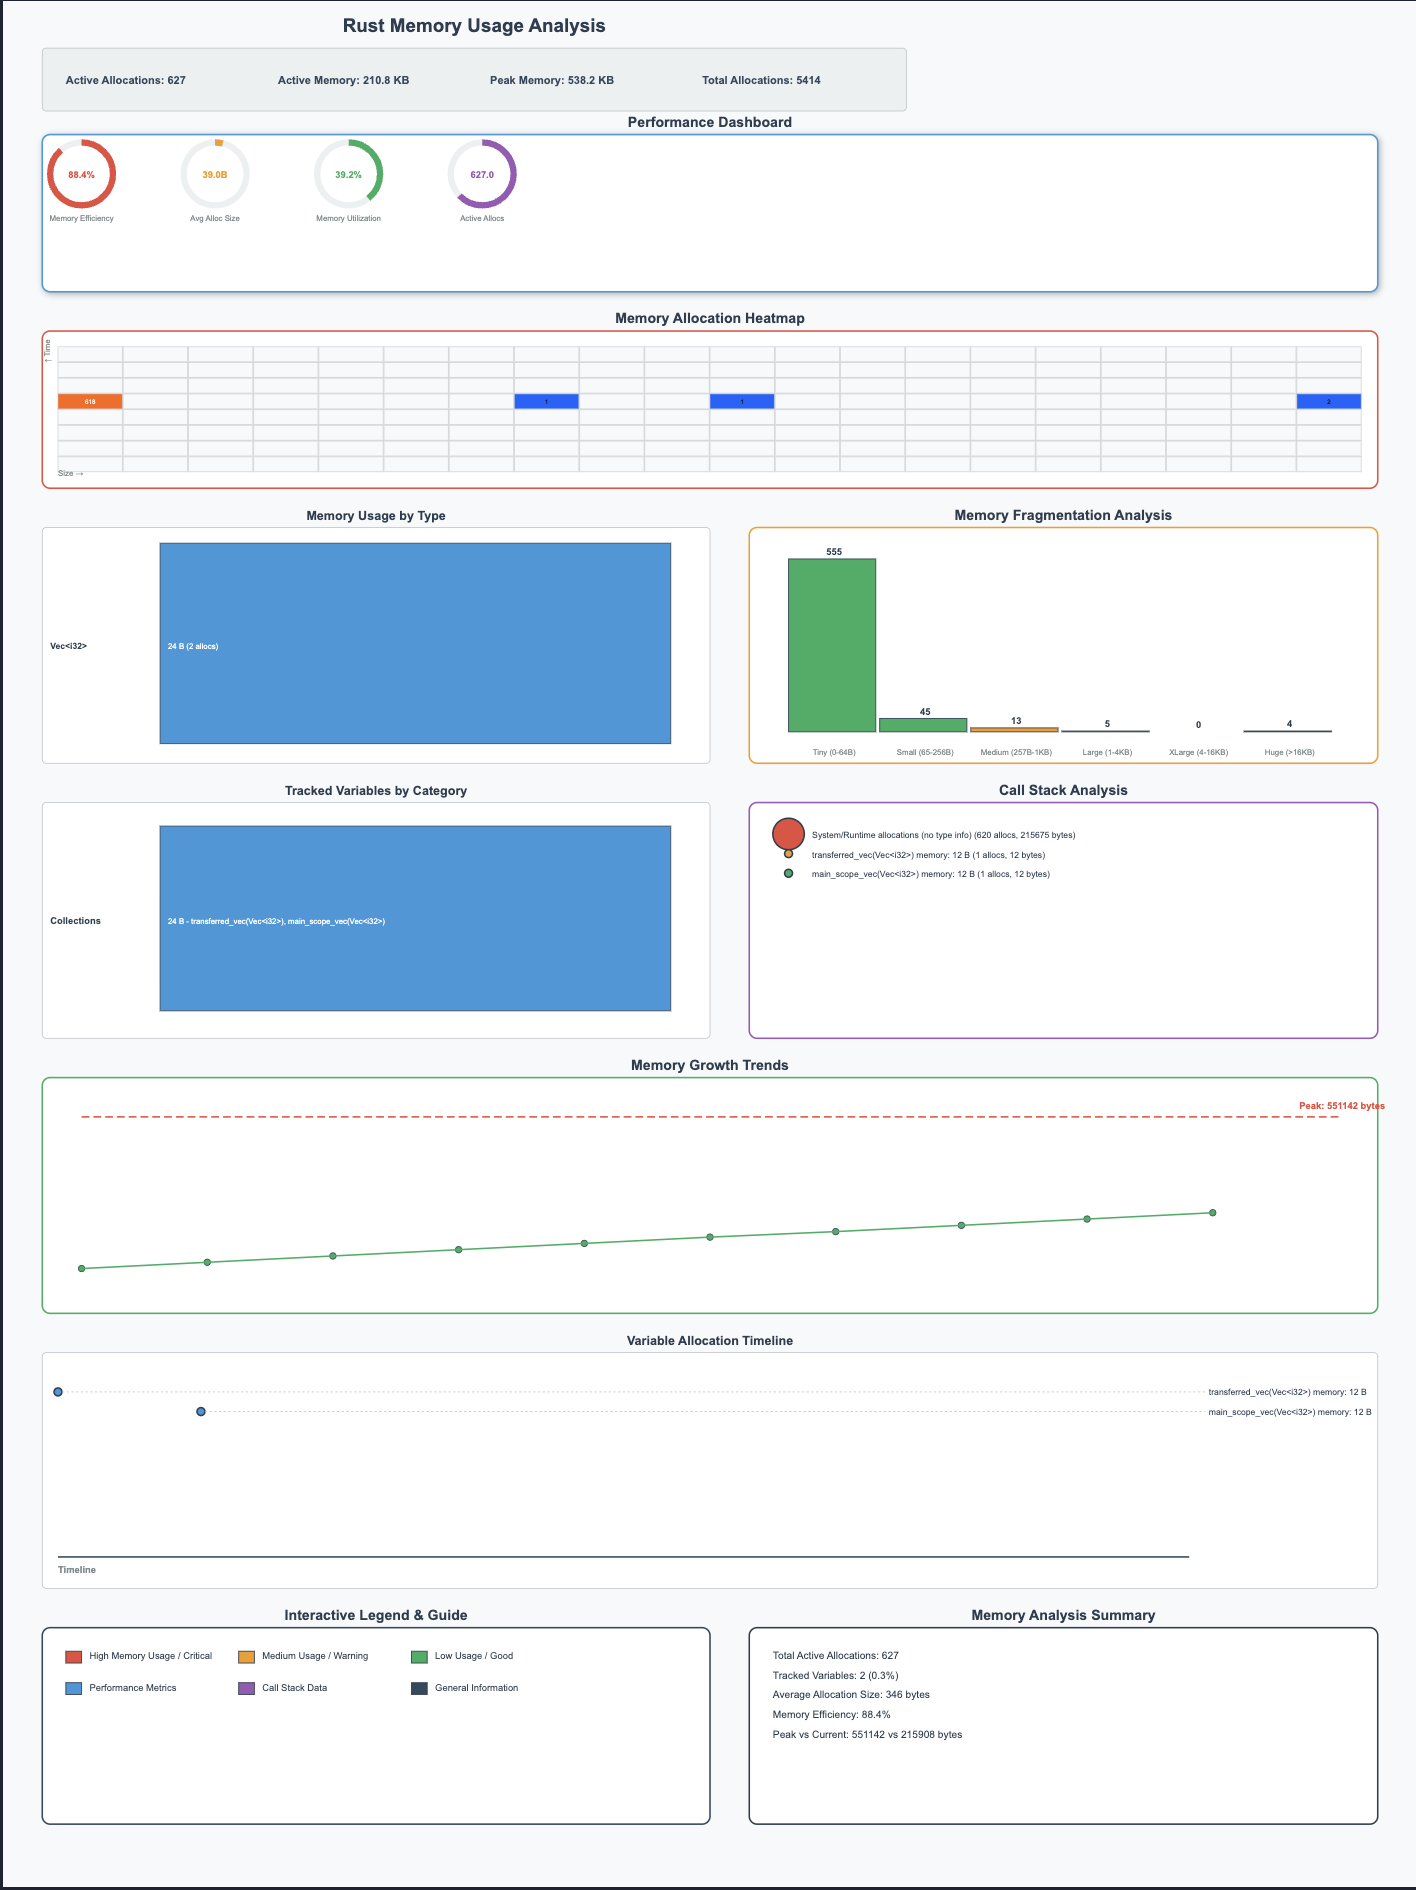 Rust Memory Usage Analysis
Active Allocations: 627
Active Memory: 210.8 KB
Peak Memory: 538.2 KB
Total Allocations: 5414
Performance Dashboard
88.4%
39.0B
39.2%
627.0
Memory Efficiency
Avg Alloc Size
Memory Utilization
Active Allocs
Memory Allocation Heatmap
↑ Time
618
1
1
2
Size →
Memory Usage by Type
Vec<i32>
24 B (2 allocs)
Memory Fragmentation Analysis
555
45
13
5
0
4
Tiny (0-64B)
Small (65-256B)
Medium (257B-1KB)
Large (1-4KB)
XLarge (4-16KB)
Huge (>16KB)
Tracked Variables by Category
Collections
24 B - transferred_vec(Vec<i32>), main_scope_vec(Vec<i32>)
Call Stack Analysis
System/Runtime allocations (no type info) (620 allocs, 215675 bytes)
transferred_vec(Vec<i32>) memory: 12 B (1 allocs, 12 bytes)
main_scope_vec(Vec<i32>) memory: 12 B (1 allocs, 12 bytes)
Memory Growth Trends
Peak: 551142 bytes
Variable Allocation Timeline
transferred_vec(Vec<i32>) memory: 12 B
main_scope_vec(Vec<i32>) memory: 12 B
Timeline
Interactive Legend & Guide
High Memory Usage / Critical
Medium Usage / Warning
Low Usage / Good
Performance Metrics
Call Stack Data
General Information
Memory Analysis Summary
Total Active Allocations: 627
Tracked Variables: 2 (0.3%)
Average Allocation Size: 346 bytes
Memory Efficiency: 88.4%
Peak vs Current: 551142 vs 215908 bytes